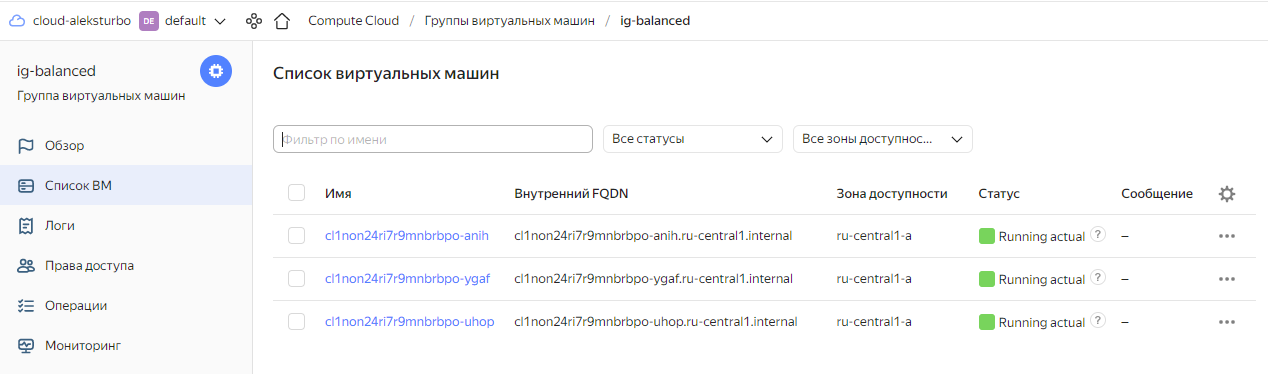 cloud-aleksturbo DE default Compute Cloud / Группы виртуальных машин / ig-balanced
ig-balanced
Группа виртуальных машин
Обзор
Список ВМ
Логи
Права доступа
Операции
Мониторинг
Список виртуальных машин
Фильтр по имени Все статусы Все зоны доступнос...
Имя Внутренний FQDN Зона доступности Статус Сообщение
cl1non24ri7r9mnbrbpo-anih cl1non24ri7r9mnbrbpo-anih.ru-central1.internal ru-central1-a Running actual ? –
cl1non24ri7r9mnbrbpo-ygaf cl1non24ri7r9mnbrbpo-ygaf.ru-central1.internal ru-central1-a Running actual ? –
cl1non24ri7r9mnbrbpo-uhop cl1non24ri7r9mnbrbpo-uhop.ru-central1.internal ru-central1-a Running actual ? –